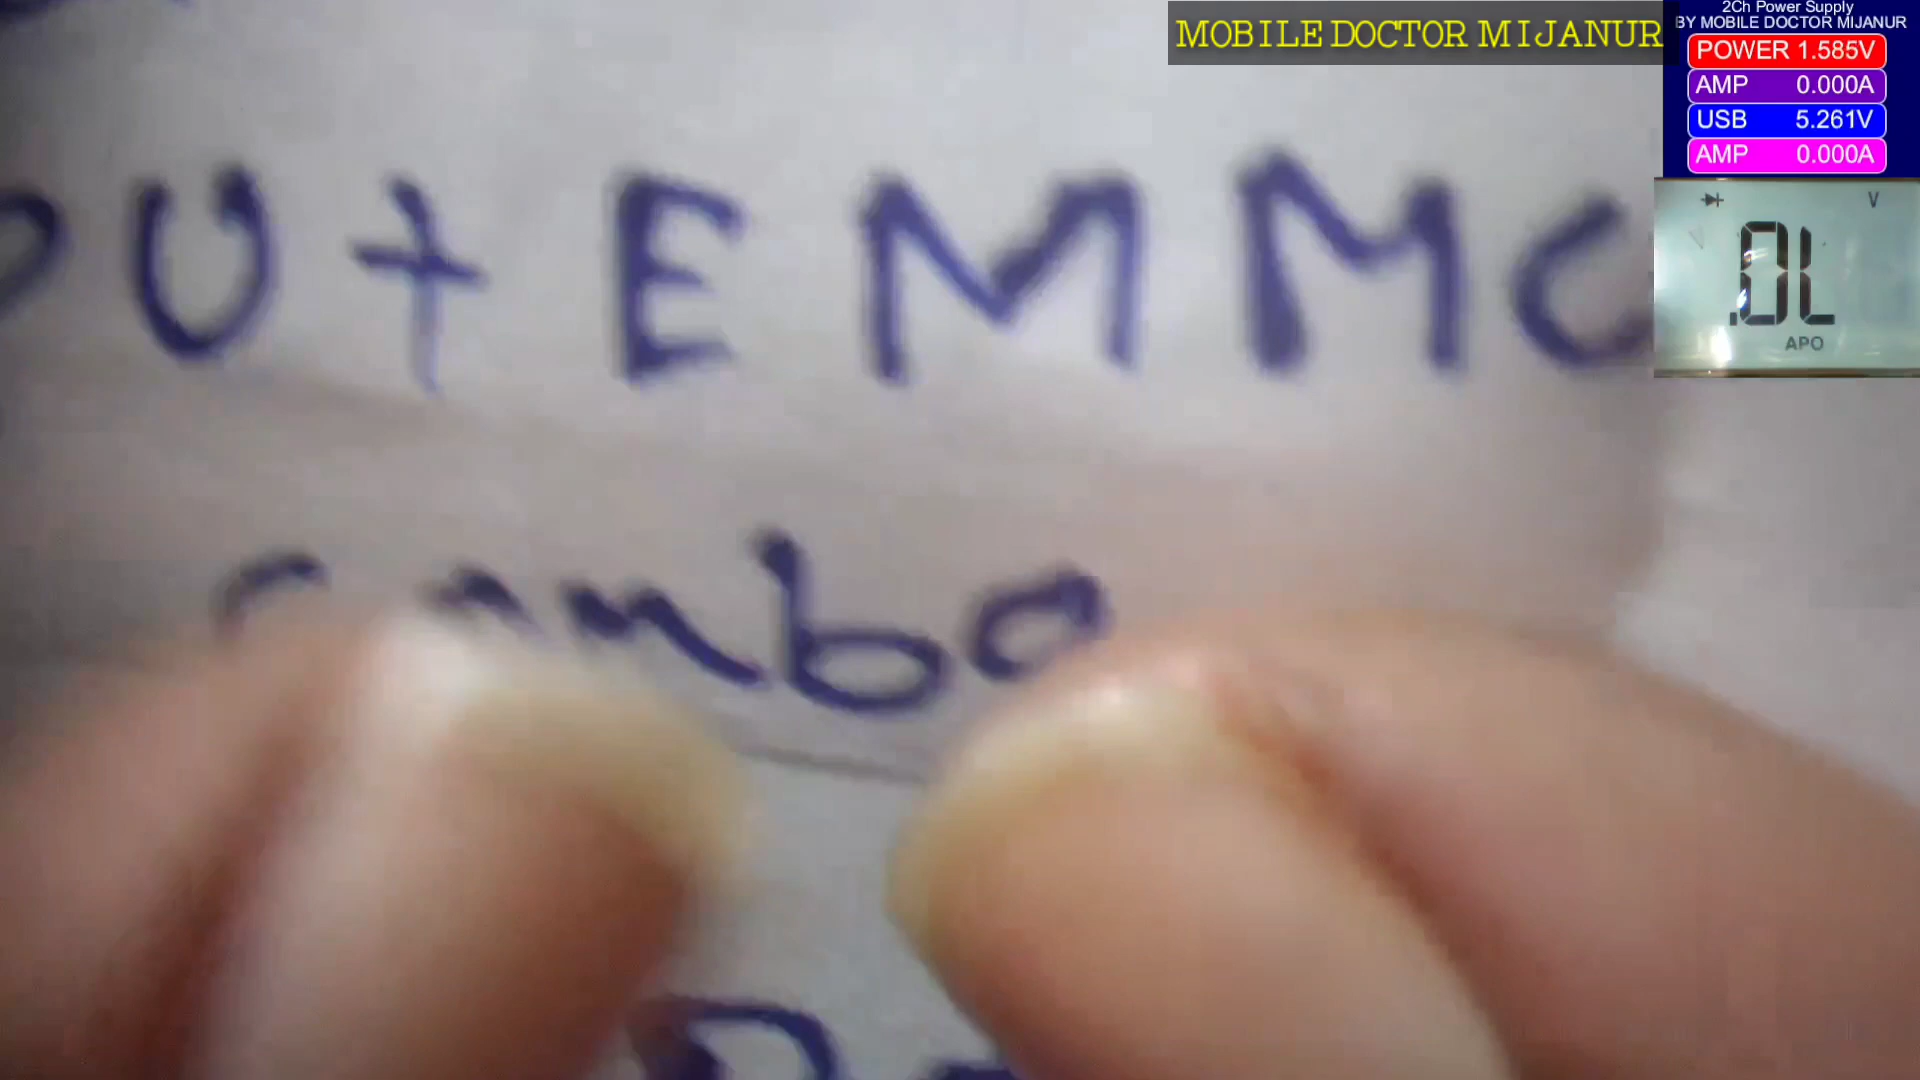 MOBILE DOCTOR MIJANUR
2Ch Power Supply
BY MOBILE DOCTOR MIJANUR
POWER 1.585V
AMP 0.000A
USB 5.261V
AMP 0.000A
V
.0L
APO
PU + EMMC